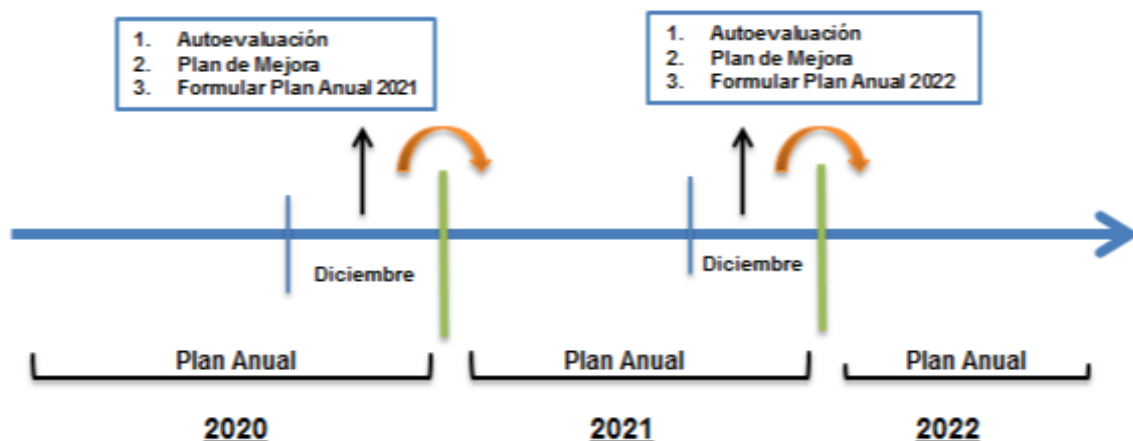 1. Autoevaluación
2. Plan de Mejora
3. Formular Plan Anual 2021
1. Autoevaluación
2. Plan de Mejora
3. Formular Plan Anual 2022
Diciembre
Diciembre
Plan Anual
Plan Anual
Plan Anual
2020
2021
2022